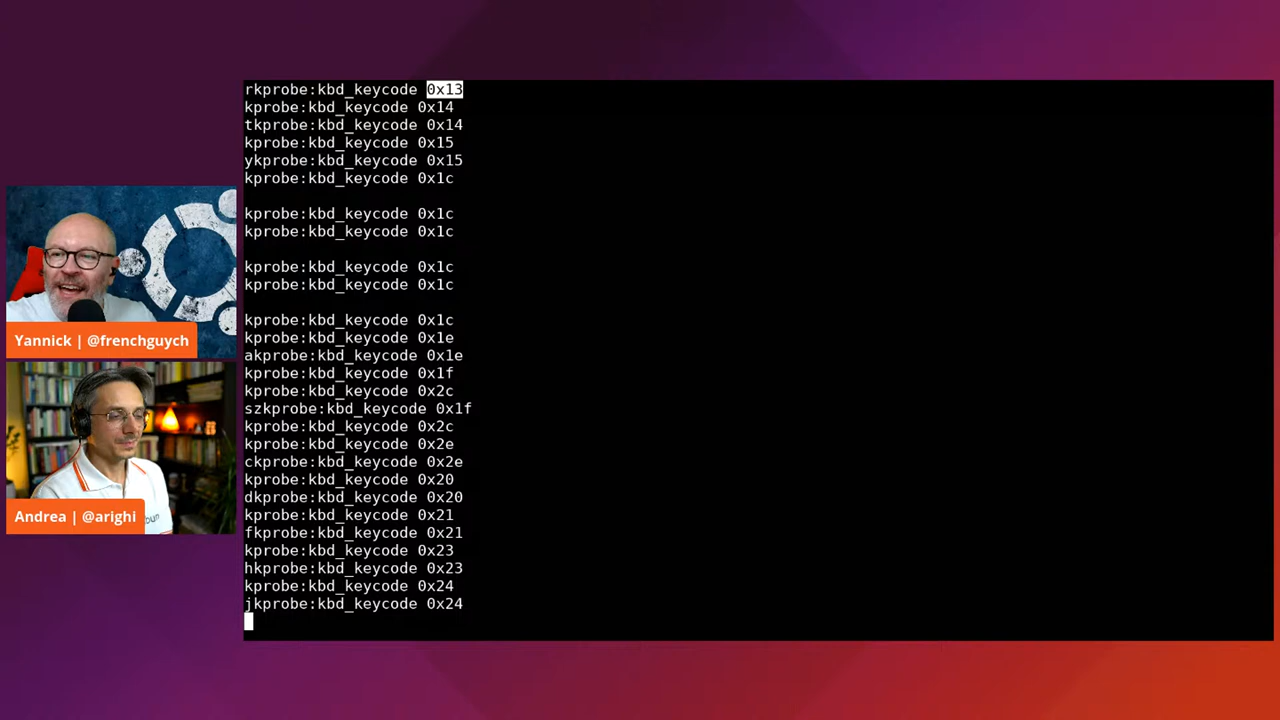 rkprobe:kbd_keycode 0x13
kprobe:kbd_keycode 0x14
tkprobe:kbd_keycode 0x14
kprobe:kbd_keycode 0x15
ykprobe:kbd_keycode 0x15
kprobe:kbd_keycode 0x1c
kprobe:kbd_keycode 0x1c
kprobe:kbd_keycode 0x1c
kprobe:kbd_keycode 0x1c
kprobe:kbd_keycode 0x1c
kprobe:kbd_keycode 0x1c
kprobe:kbd_keycode 0x1e
akprobe:kbd_keycode 0x1e
kprobe:kbd_keycode 0x1f
kprobe:kbd_keycode 0x2c
szkprobe:kbd_keycode 0x1f
kprobe:kbd_keycode 0x2c
kprobe:kbd_keycode 0x2e
ckprobe:kbd_keycode 0x2e
kprobe:kbd_keycode 0x20
dkprobe:kbd_keycode 0x20
kprobe:kbd_keycode 0x21
fkprobe:kbd_keycode 0x21
kprobe:kbd_keycode 0x23
hkprobe:kbd_keycode 0x23
kprobe:kbd_keycode 0x24
jkprobe:kbd_keycode 0x24
Yannick | @frenchguych
Andrea | @arighi